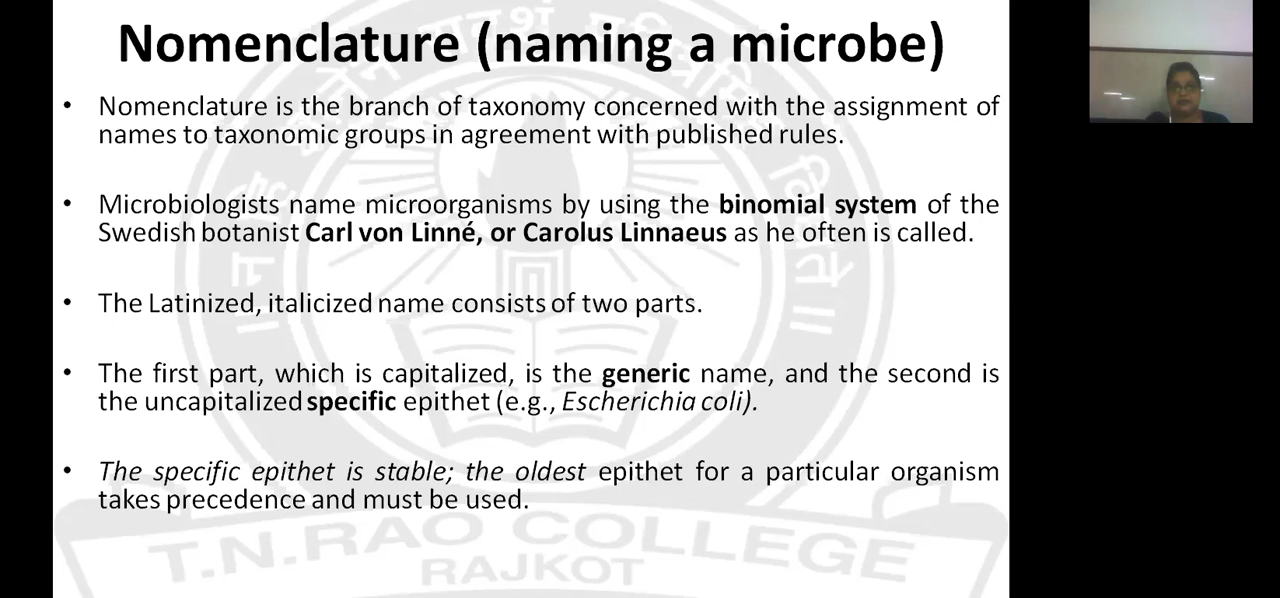 Nomenclature (naming a microbe)
• Nomenclature is the branch of taxonomy concerned with the assignment of
names to taxonomic groups in agreement with published rules.
• Microbiologists name microorganisms by using the binomial system of the
Swedish botanist Carl von Linné, or Carolus Linnaeus as he often is called.
• The Latinized, italicized name consists of two parts.
• The first part, which is capitalized, is the generic name, and the second is
the uncapitalized specific epithet (e.g., Escherichia coli).
• The specific epithet is stable; the oldest epithet for a particular organism
takes precedence and must be used.
T.N.RAO COLLEGE
RAJKOT